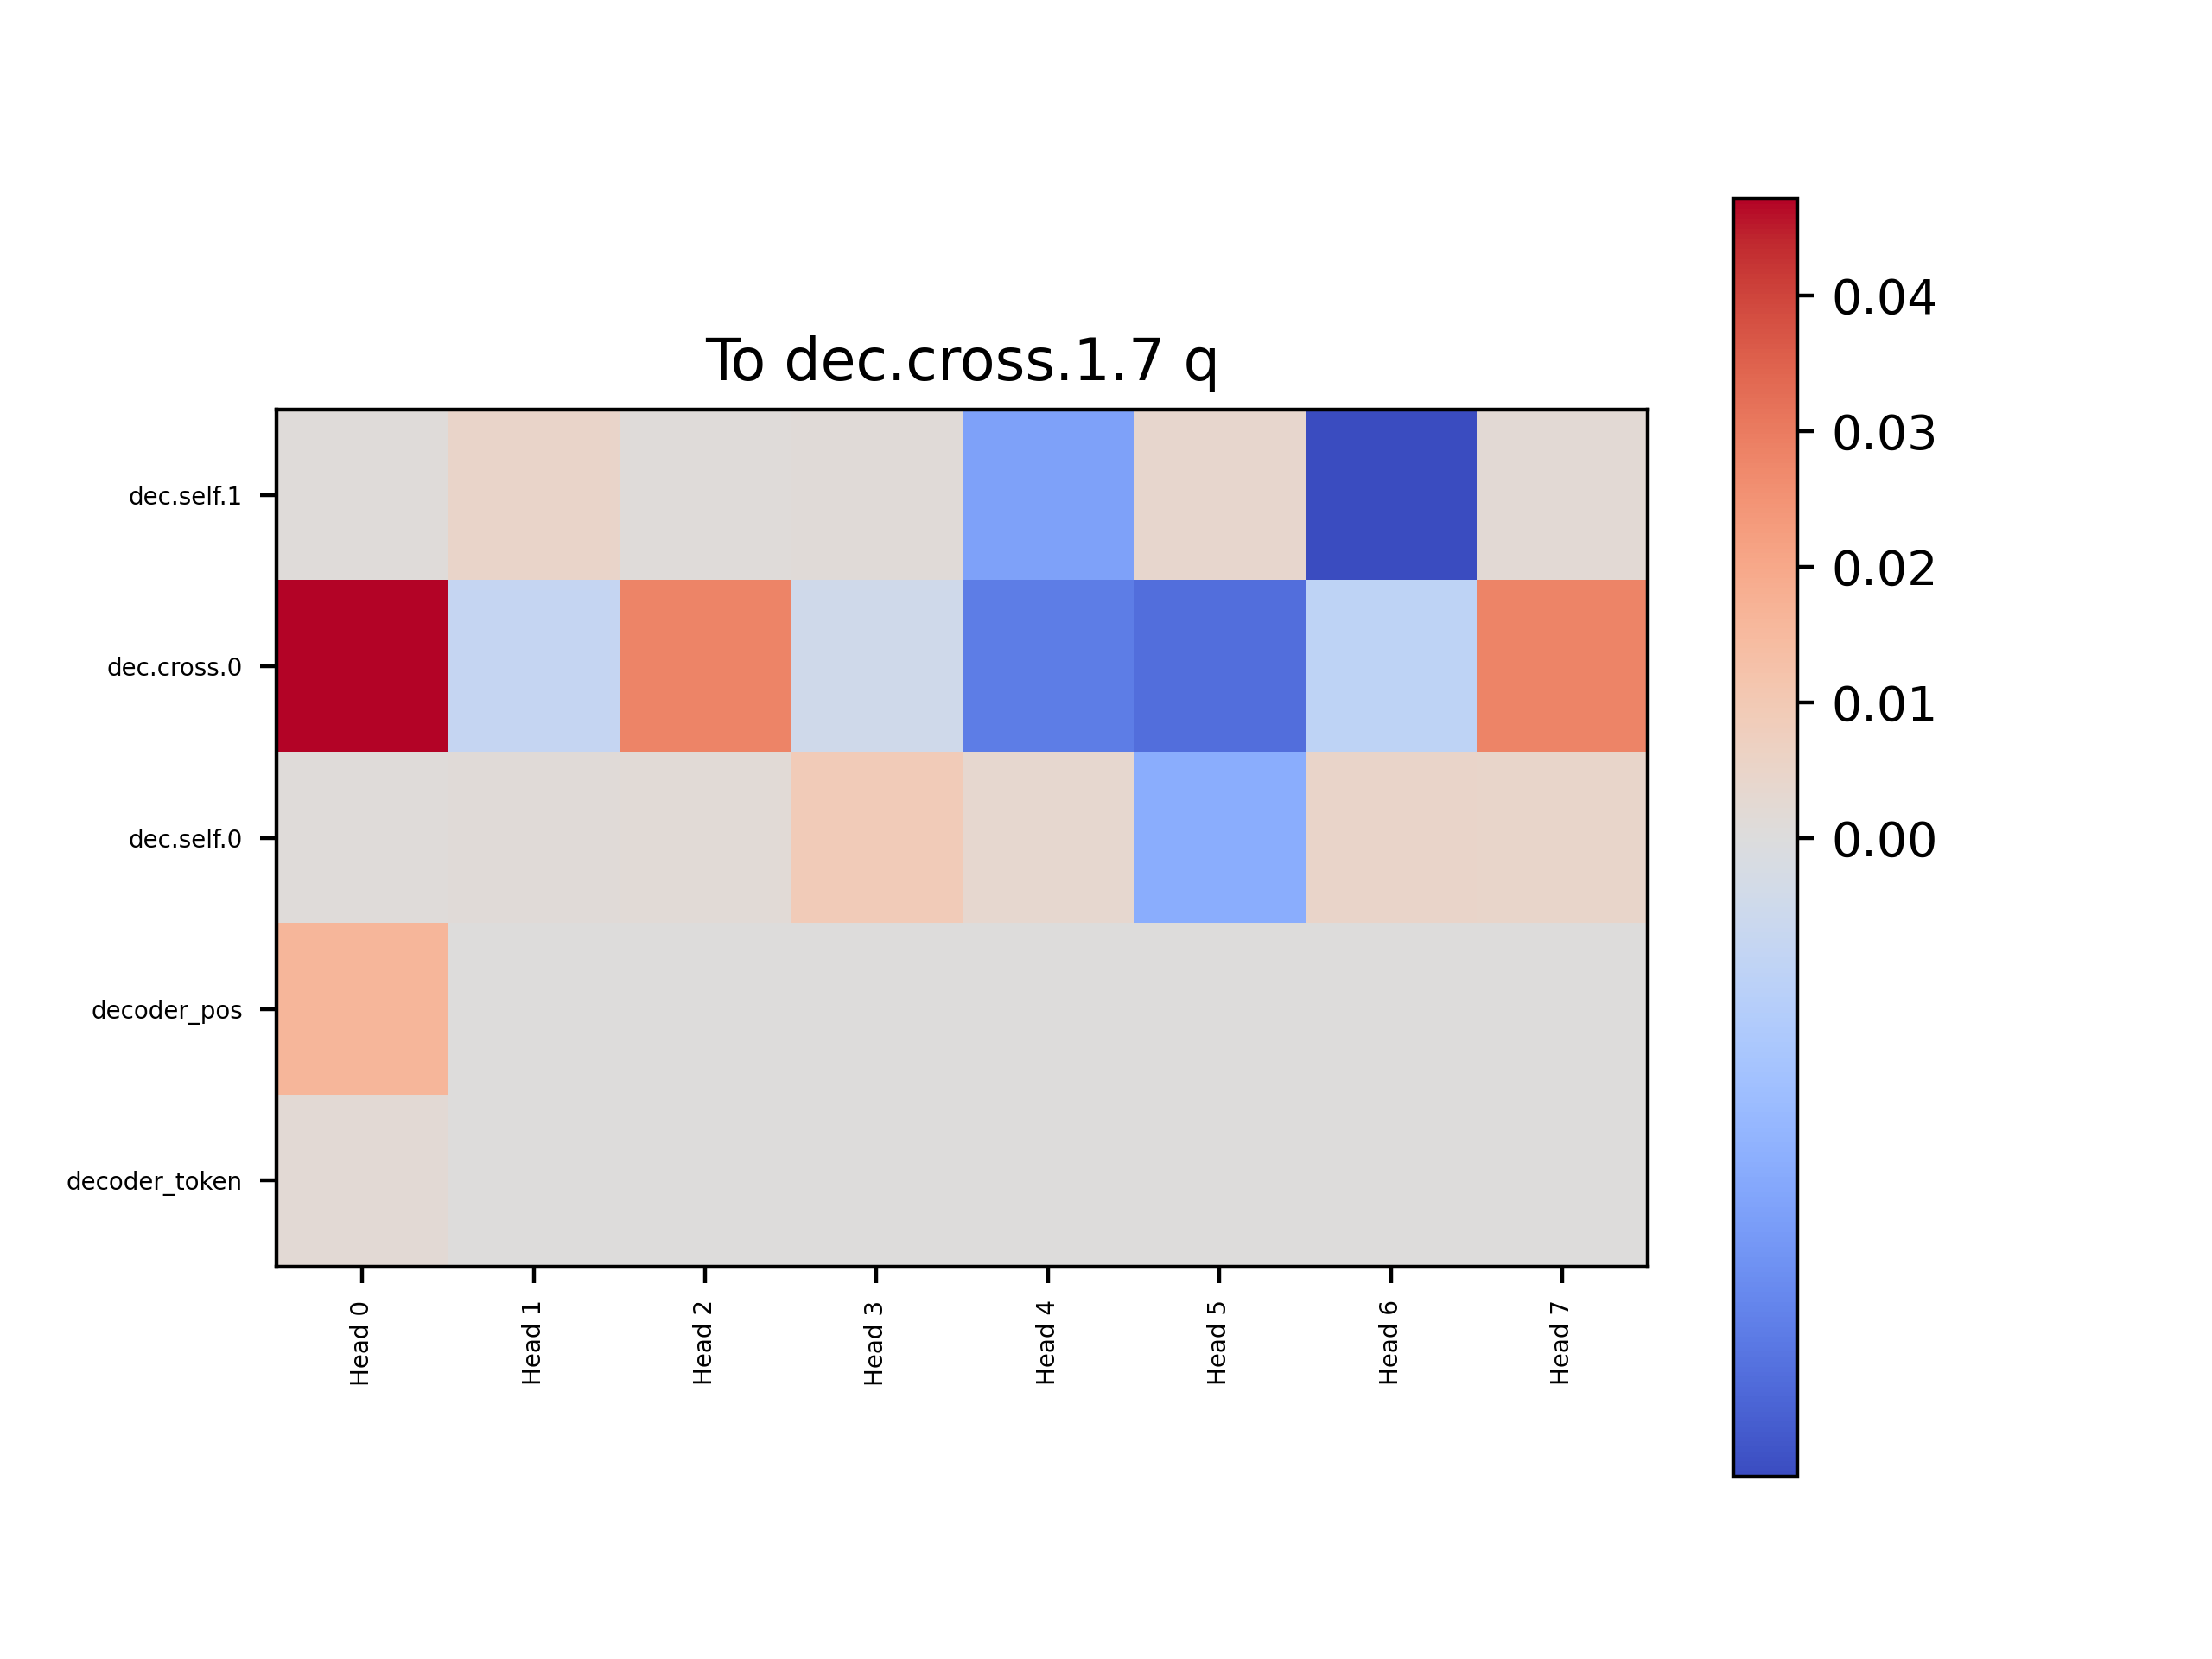 To dec.cross.1.7 q
dec.self.1
dec.cross.0
dec.self.0
decoder_pos
decoder_token
Head 0
Head 1
Head 2
Head 3
Head 4
Head 5
Head 6
Head 7
0.04
0.03
0.02
0.01
0.00